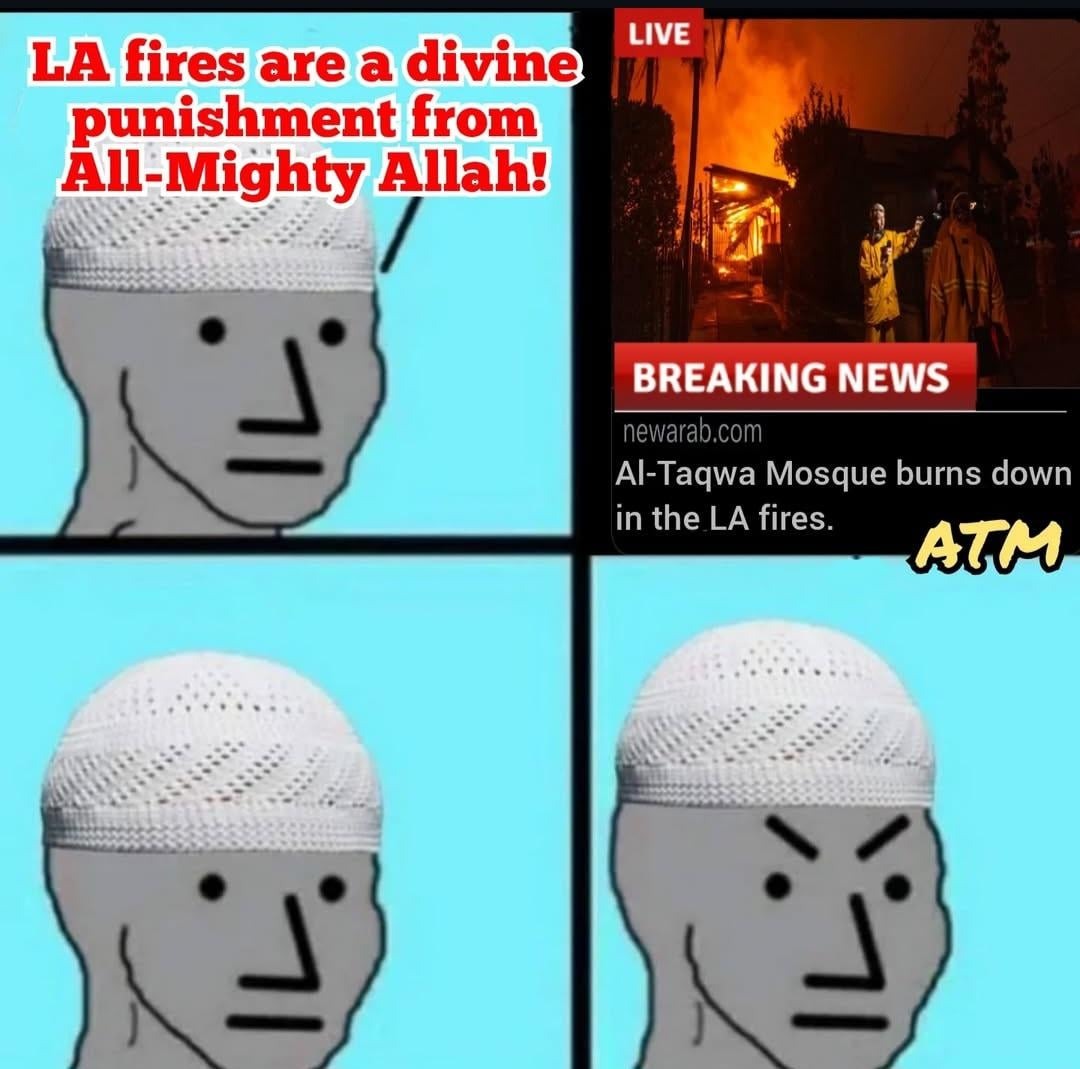 LA fires are a divine
punishment from
All-Mighty Allah!
LIVE
BREAKING NEWS
newarab.com
Al-Taqwa Mosque burns down
in the LA fires.
ATM